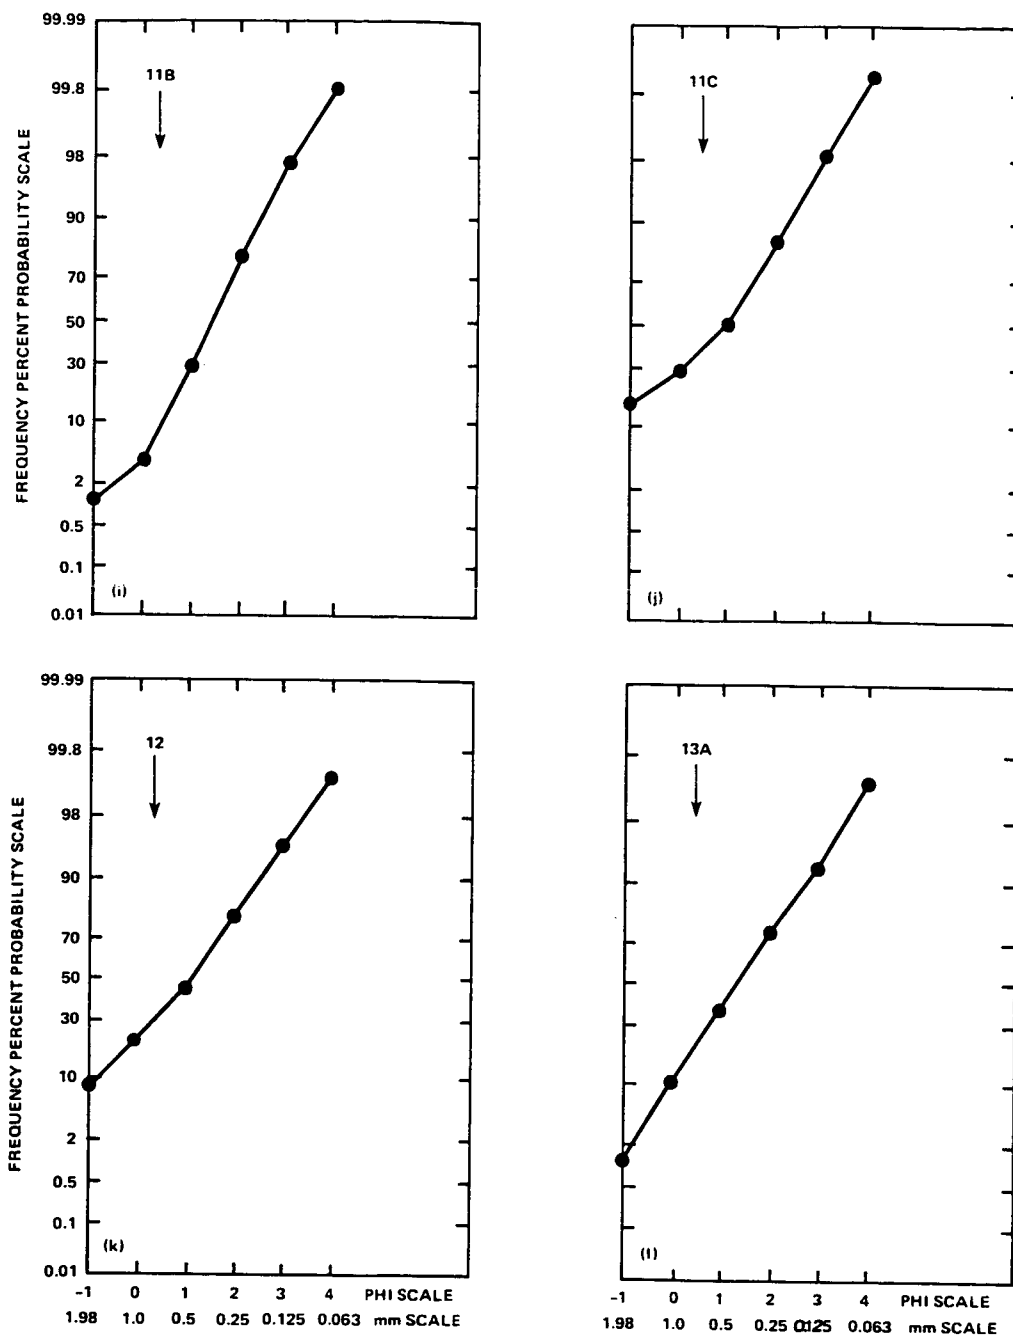 99.99
11B
99.8
98
90
70
50
30
10
2
0.5
0.1
(i)
0.01
FREQUENCY PERCENT PROBABILITY SCALE
11C
(j)
99.99
12
99.8
98
90
70
50
30
10
2
0.5
0.1
(k)
0.01
FREQUENCY PERCENT PROBABILITY SCALE
-1 0 1 2 3 4 PHI SCALE
1.98 1.0 0.5 0.25 0.125 0.063 mm SCALE
13A
(l)
-1 0 1 2 3 4 PHI SCALE
1.98 1.0 0.5 0.25 0.125 0.063 mm SCALE